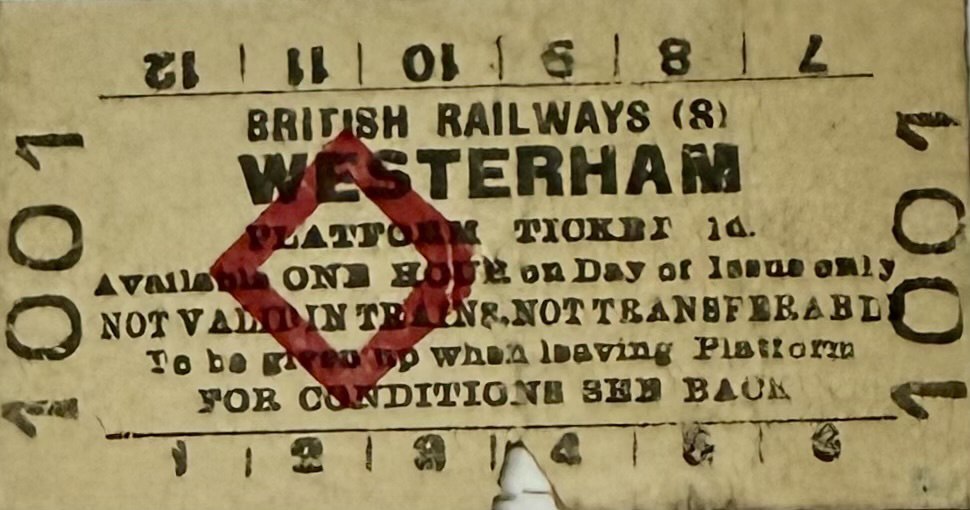 12 | 11 | 10 | 9 | 8 | 7
BRITISH RAILWAYS (S)
WESTERHAM
PLATFORM TICKET 1d.
Available ONE HOUR on Day of Issue only
NOT VALID IN TRAINS. NOT TRANSFERABLE
To be given up when leaving Platform
FOR CONDITIONS SEE BACK
1 | 2 | 3 | 4 | 5 | 6
1001
1001